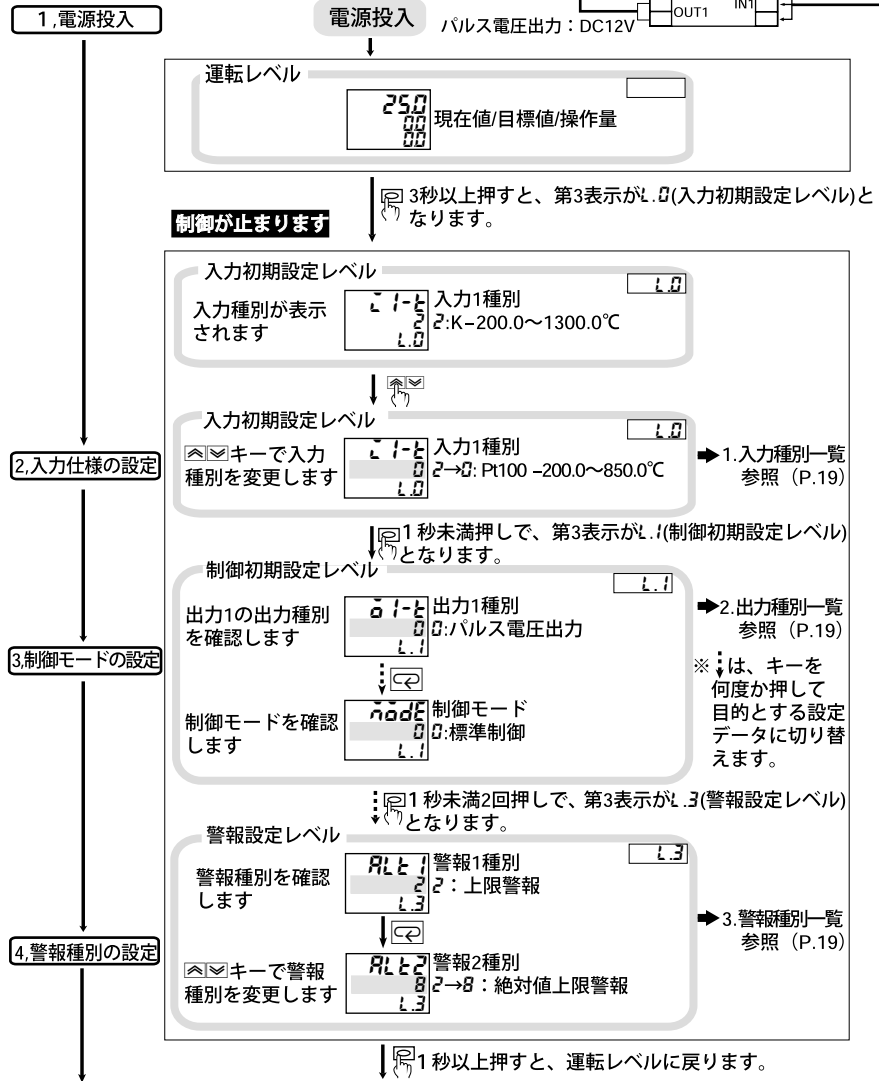 1,電源投入
電源投入
パルス電圧出力：DC12V
OUT1
IN1
運転レベル
25.0
0.0
0.0
現在値/目標値/操作量
3秒以上押すと、第3表示がL.0(入力初期設定レベル)と
なります。
制御が止まります
入力初期設定レベル
L.0
入力種別が表示
されます
i1-t
2
L.0
入力1種別
2:K−200.0～1300.0℃
入力初期設定レベル
L.0
2,入力仕様の設定
キーで入力
種別を変更します
i1-t
0
L.0
入力1種別
2→0: Pt100 −200.0～850.0℃
1.入力種別一覧
参照（P.19）
1 秒未満押しで、第3表示がL.1(制御初期設定レベル)
となります。
制御初期設定レベル
L.1
出力1の出力種別
を確認します
o1-t
0
L.1
出力1種別
0:パルス電圧出力
2.出力種別一覧
参照（P.19）
3,制御モードの設定
※ は、キーを
何度か押して
目的とする設定
データに切り替
えます。
制御モードを確認
します
modE
0
L.1
制御モード
0:標準制御
1 秒未満2回押しで、第3表示がL.3(警報設定レベル)
となります。
警報設定レベル
L.3
警報種別を確認
します
ALt1
2
L.3
警報1種別
2：上限警報
3.警報種別一覧
参照（P.19）
4,警報種別の設定
キーで警報
種別を変更します
ALt2
8
L.3
警報2種別
2→8：絶対値上限警報
1 秒以上押すと、運転レベルに戻ります。